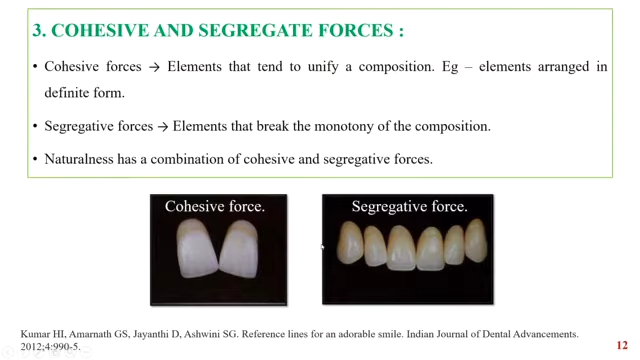 3. COHESIVE AND SEGREGATE FORCES :
• Cohesive forces → Elements that tend to unify a composition. Eg – elements arranged in
definite form.
• Segregative forces → Elements that break the monotony of the composition.
• Naturalness has a combination of cohesive and segregative forces.
Cohesive force.
Segregative force.
Kumar HI, Amarnath GS, Jayanthi D, Ashwini SG. Reference lines for an adorable smile. Indian Journal of Dental Advancements.
2012;4:990-5.
12